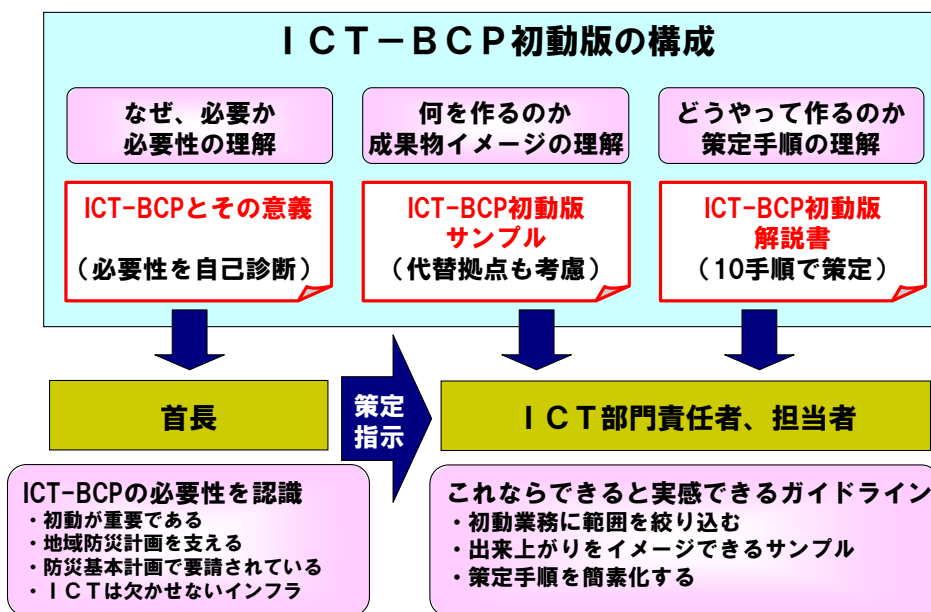 ＩＣＴ－ＢＣＰ初動版の構成
なぜ、必要か
必要性の理解
何を作るのか
成果物イメージの理解
どうやって作るのか
策定手順の理解
ICT-BCPとその意義
（必要性を自己診断）
ICT-BCP初動版
サンプル
（代替拠点も考慮）
ICT-BCP初動版
解説書
（10手順で策定）
首長
策定
指示
ＩＣＴ部門責任者、担当者
ICT-BCPの必要性を認識
・初動が重要である
・地域防災計画を支える
・防災基本計画で要請されている
・ＩＣＴは欠かせないインフラ
これならできると実感できるガイドライン
・初動業務に範囲を絞り込む
・出来上がりをイメージできるサンプル
・策定手順を簡素化する